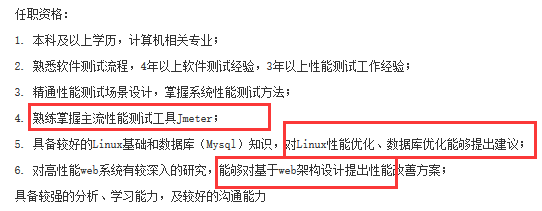 任职资格：
1. 本科及以上学历，计算机相关专业；
2. 熟悉软件测试流程，4年以上软件测试经验，3年以上性能测试工作经验；
3. 精通性能测试场景设计，掌握系统性能测试方法；
4. 熟练掌握主流性能测试工具Jmeter；
5. 具备较好的Linux基础和数据库（Mysql）知识，对Linux性能优化、数据库优化能够提出建议；
6. 对高性能web系统有较深入的研究，能够对基于web架构设计提出性能改善方案；
具备较强的分析、学习能力，及较好的沟通能力